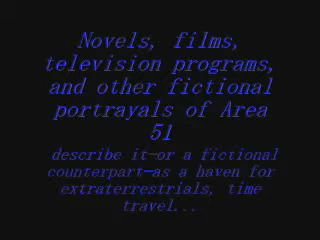 Novels, films,
television programs,
and other fictional
portrayals of Area
51
describe it—or a fictional
counterpart—as a haven for
extraterrestrials, time
travel...